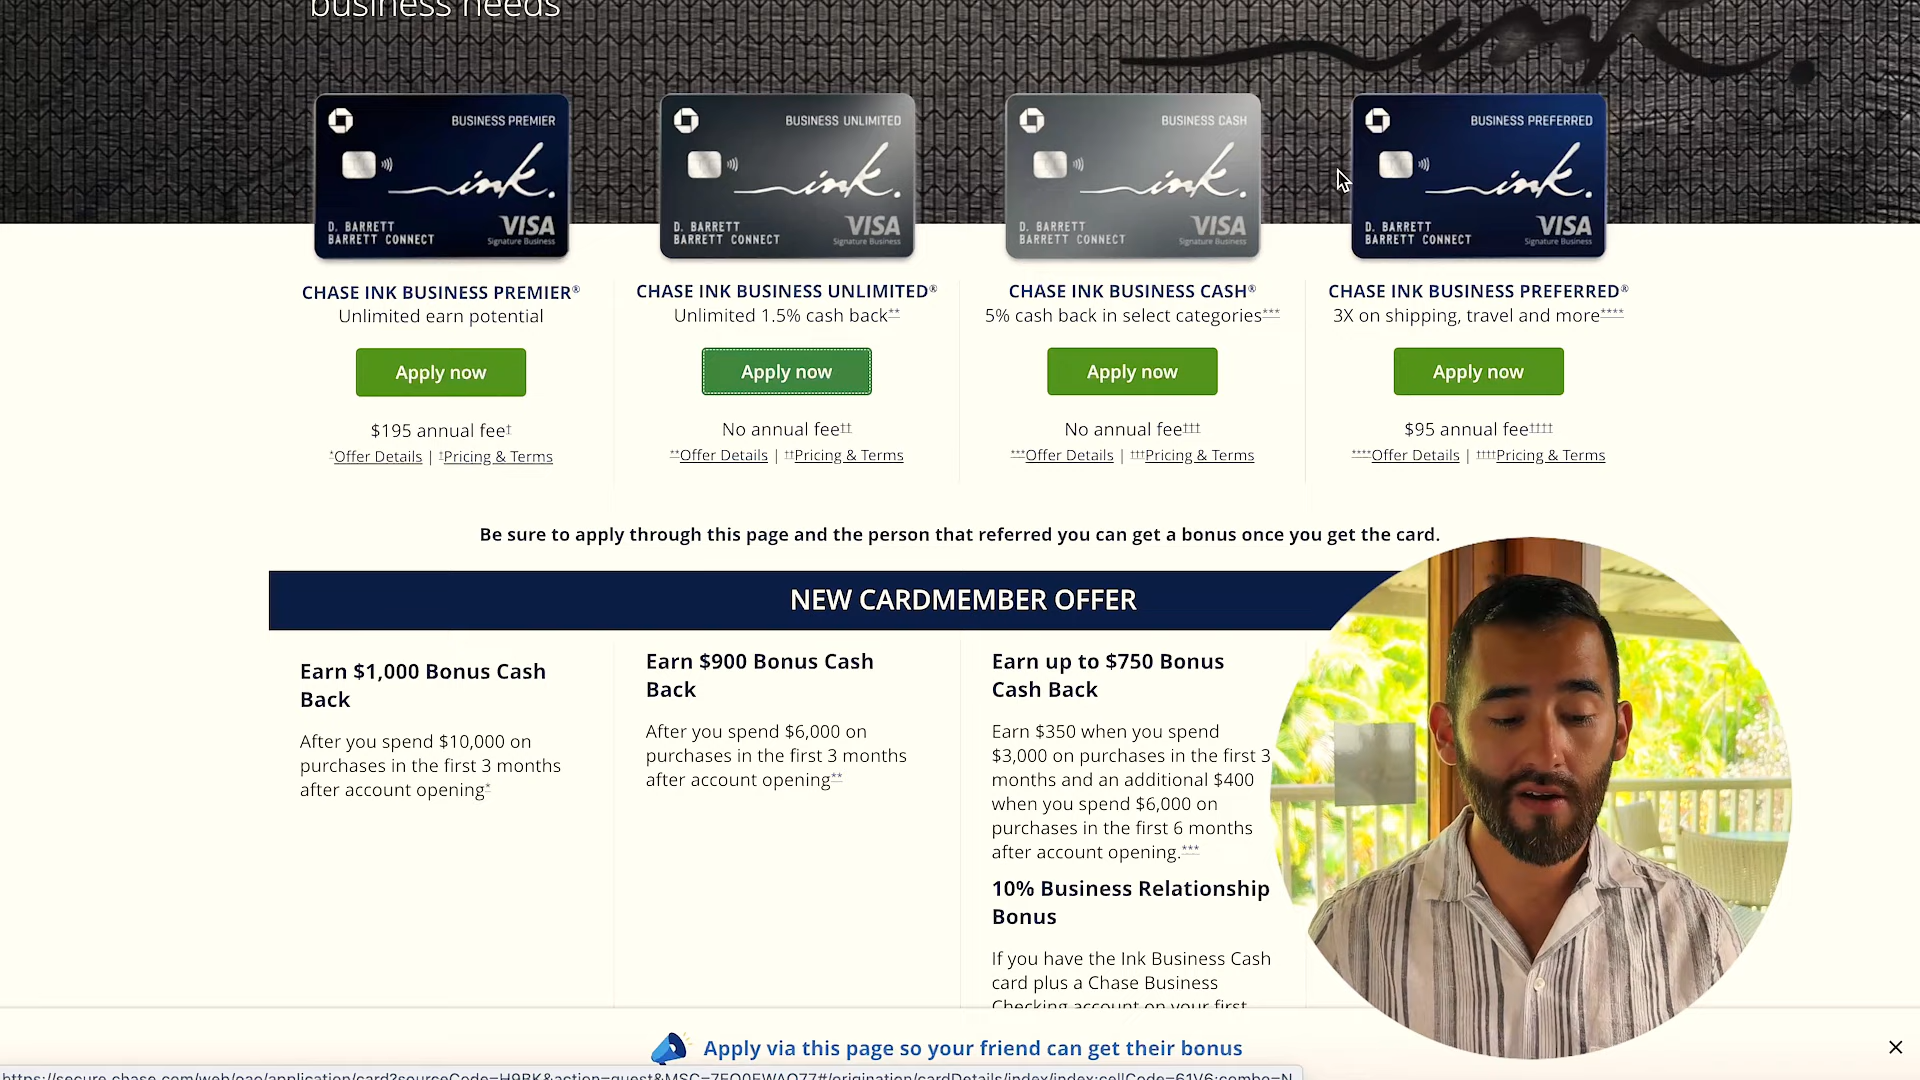 business needs
ink.
BUSINESS PREMIER
ink.
D. BARRETT
BARRETT CONNECT
VISA
Signature Business
BUSINESS UNLIMITED
ink.
D. BARRETT
BARRETT CONNECT
VISA
Signature Business
BUSINESS CASH
ink.
D. BARRETT
BARRETT CONNECT
VISA
Signature Business
BUSINESS PREFERRED
ink.
D. BARRETT
BARRETT CONNECT
VISA
Signature Business
CHASE INK BUSINESS PREMIER®
Unlimited earn potential
Apply now
$195 annual fee†
*Offer Details | †Pricing & Terms
CHASE INK BUSINESS UNLIMITED®
Unlimited 1.5% cash back**
Apply now
No annual fee††
**Offer Details | ††Pricing & Terms
CHASE INK BUSINESS CASH®
5% cash back in select categories***
Apply now
No annual fee†††
***Offer Details | †††Pricing & Terms
CHASE INK BUSINESS PREFERRED®
3X on shipping, travel and more****
Apply now
$95 annual fee††††
****Offer Details | ††††Pricing & Terms
Be sure to apply through this page and the person that referred you can get a bonus once you get the card.
NEW CARDMEMBER OFFER
Earn $1,000 Bonus Cash
Back
After you spend $10,000 on
purchases in the first 3 months
after account opening*
Earn $900 Bonus Cash
Back
After you spend $6,000 on
purchases in the first 3 months
after account opening**
Earn up to $750 Bonus
Cash Back
Earn $350 when you spend
$3,000 on purchases in the first 3
months and an additional $400
when you spend $6,000 on
purchases in the first 6 months
after account opening.***
10% Business Relationship
Bonus
If you have the Ink Business Cash
card plus a Chase Business
Checking account on your first
Apply via this page so your friend can get their bonus